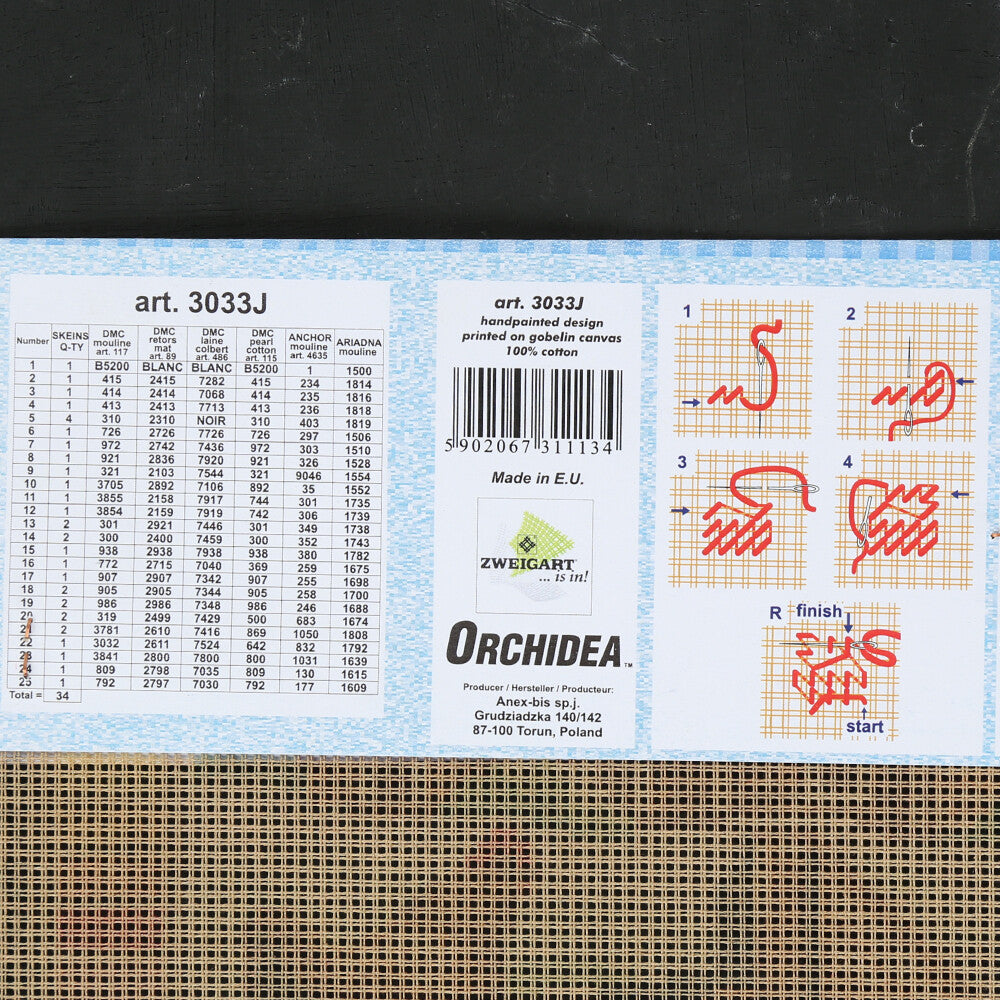 art. 3033J
Number SKEINS Q-TY DMC mouline art. 117 DMC retors mat art. 89 DMC laine colbert art. 486 DMC pearl cotton art. 115 ANCHOR mouline art. 4635 ARIADNA mouline
1 B5200 BLANC BLANC B5200 1 1500
2 1 415 2415 7282 415 234 1814
3 1 414 2414 7068 414 235 1816
4 1 413 2413 7713 413 236 1818
5 4 310 2310 NOIR 310 403 1819
6 1 726 2726 7726 726 297 1506
7 1 972 2742 7436 972 303 1510
8 1 921 2836 7920 921 326 1528
9 1 321 2103 7544 321 9046 1554
10 1 3705 2892 7106 892 35 1552
11 1 3855 2158 7917 744 301 1735
12 1 3854 2159 7919 742 306 1739
13 2 301 2921 7446 301 349 1738
14 2 300 2400 7459 300 352 1743
15 1 938 2938 7938 938 380 1782
16 1 772 2715 7040 369 259 1675
17 1 907 2907 7342 907 255 1698
18 2 905 2905 7344 905 258 1700
19 2 986 2986 7348 986 246 1688
20 2 319 2499 7429 500 683 1674
21 2 3781 2610 7416 869 1050 1808
22 1 3032 2611 7524 642 832 1792
23 1 3841 2800 7800 800 1031 1639
24 1 809 2798 7035 809 130 1615
25 1 792 2797 7030 792 177 1609
Total = 34
art. 3033J
handpainted design
printed on gobelin canvas
100% cotton
5 902067 311134
Made in E.U.
ZWEIGART
... is in!
ORCHIDEA™
Producer / Hersteller / Producteur:
Anex-bis sp.j.
Grudziadzka 140/142
87-100 Torun, Poland
1
2
3
4
R finish
start